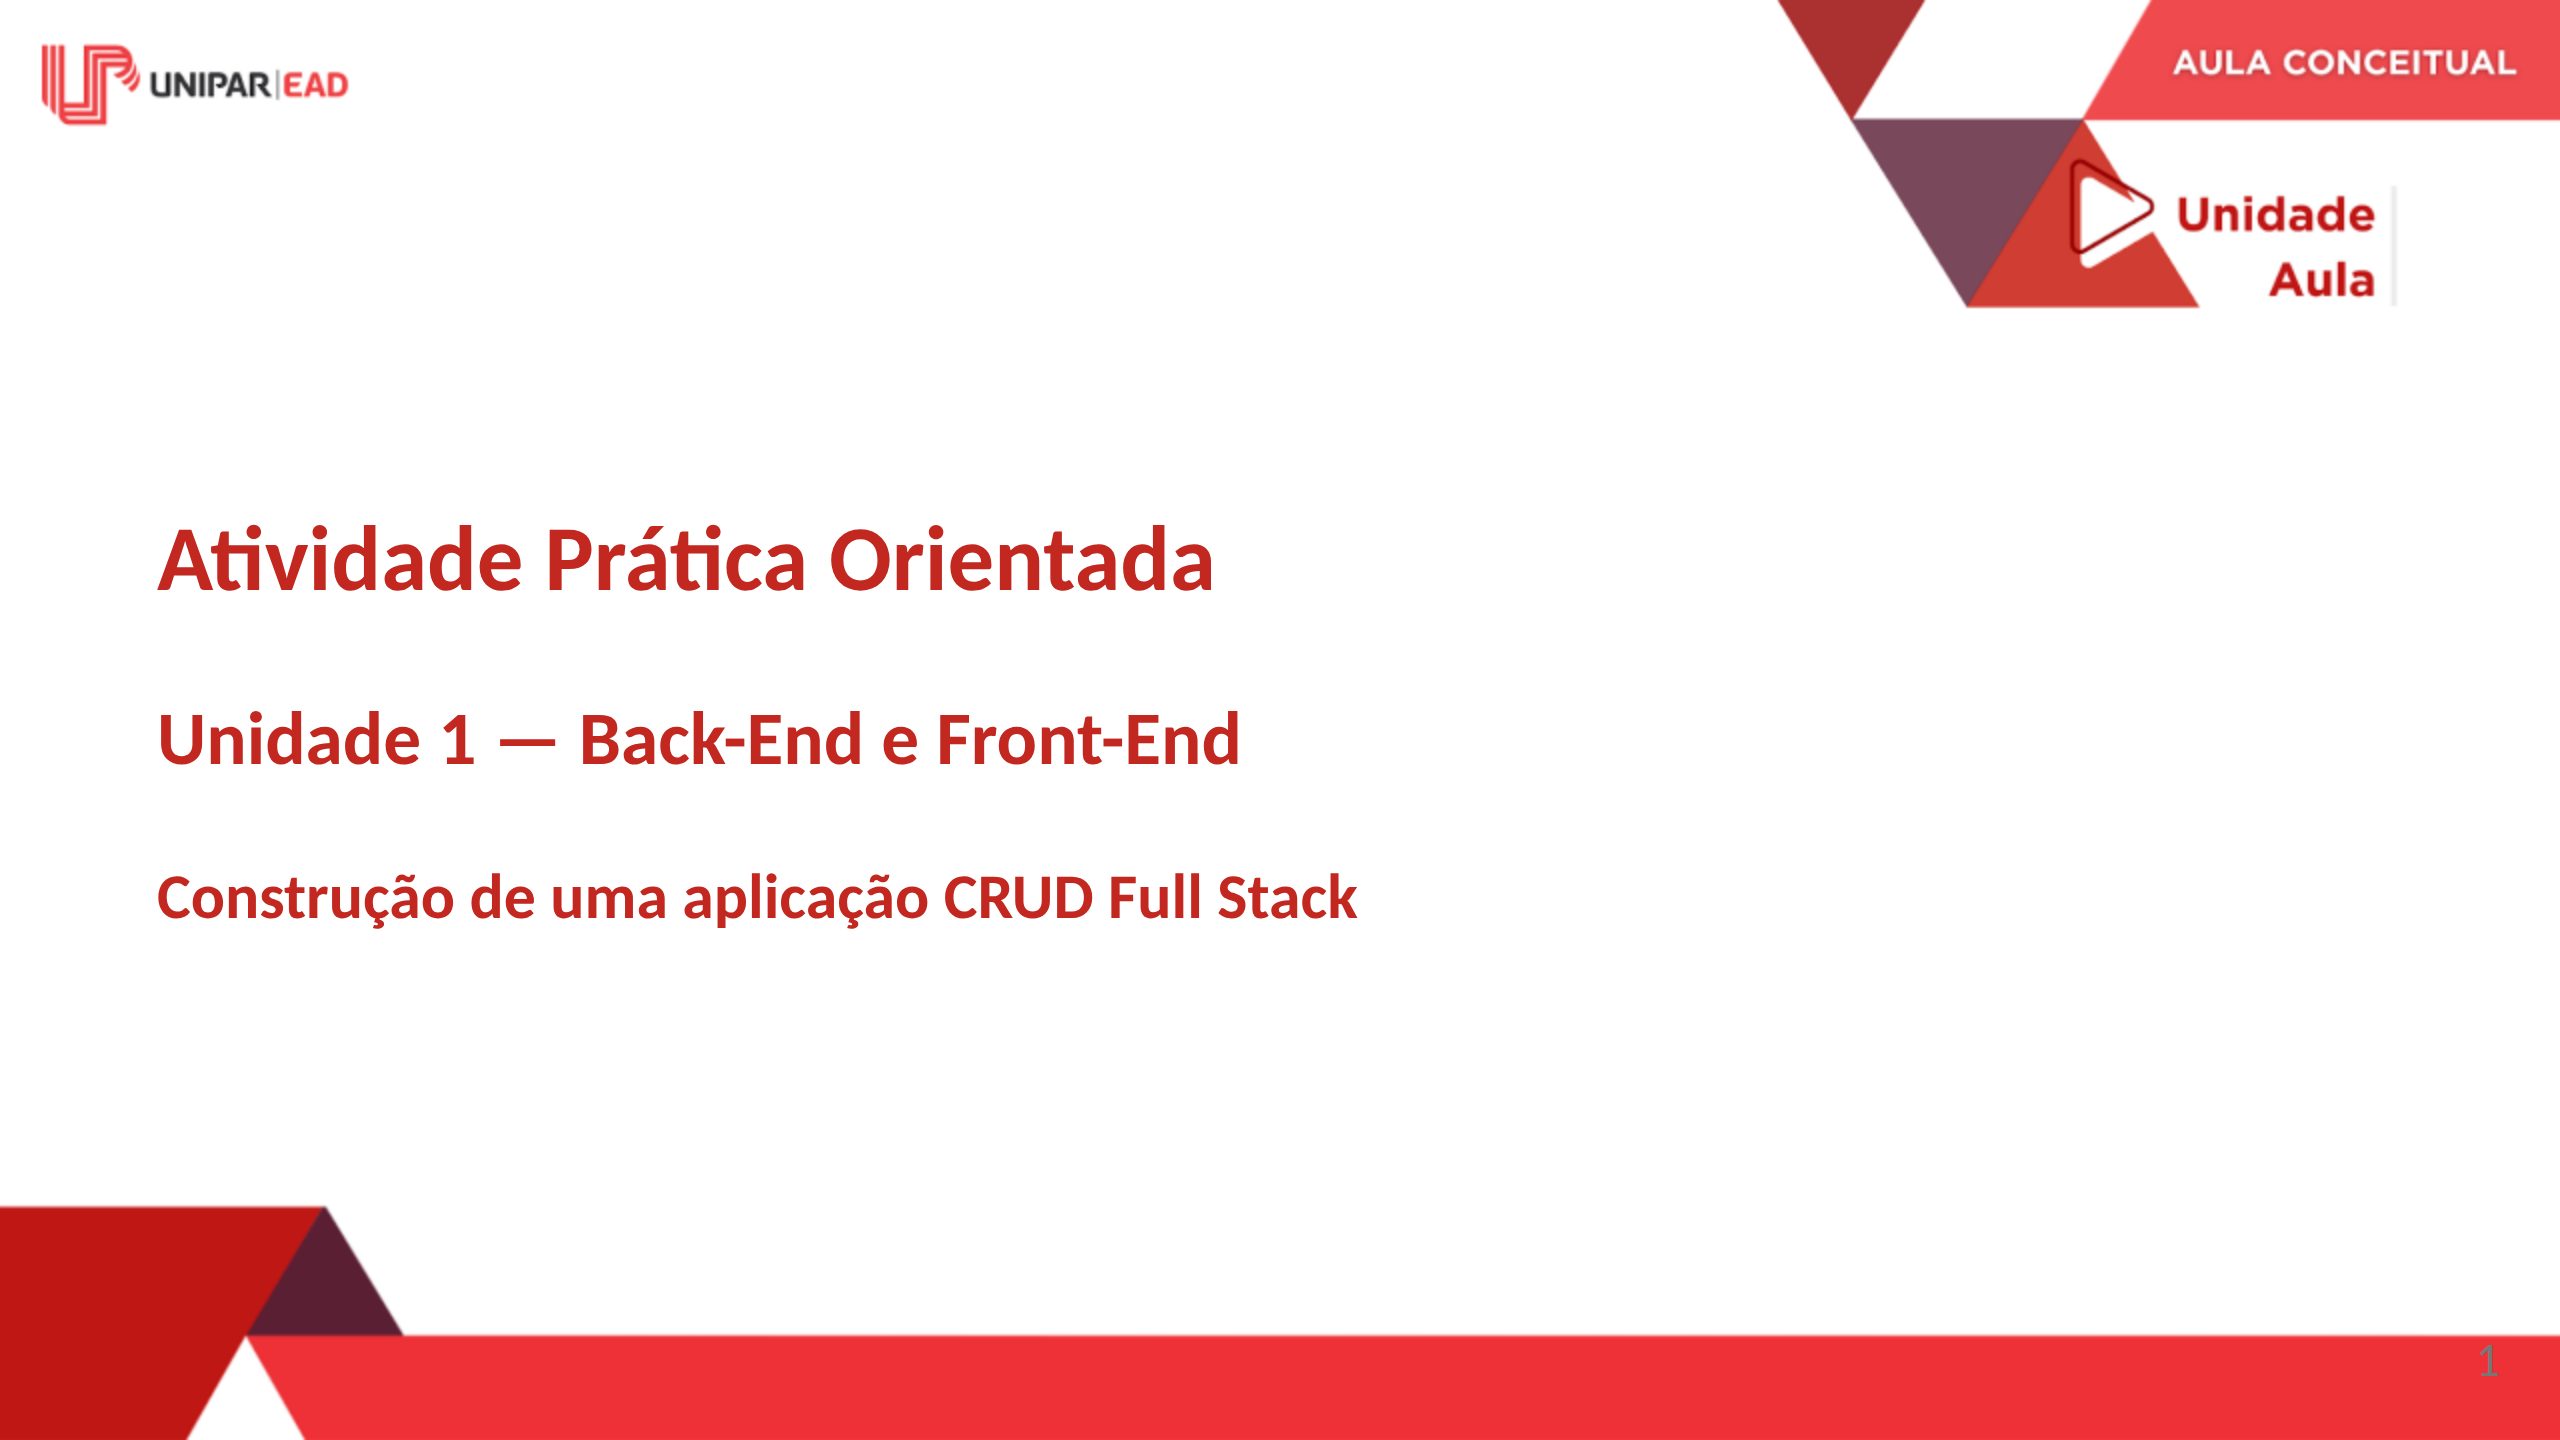 UNIPAR|EAD
AULA CONCEITUAL
Unidade
Aula
Atividade Prática Orientada
Unidade 1 — Back-End e Front-End
Construção de uma aplicação CRUD Full Stack
1